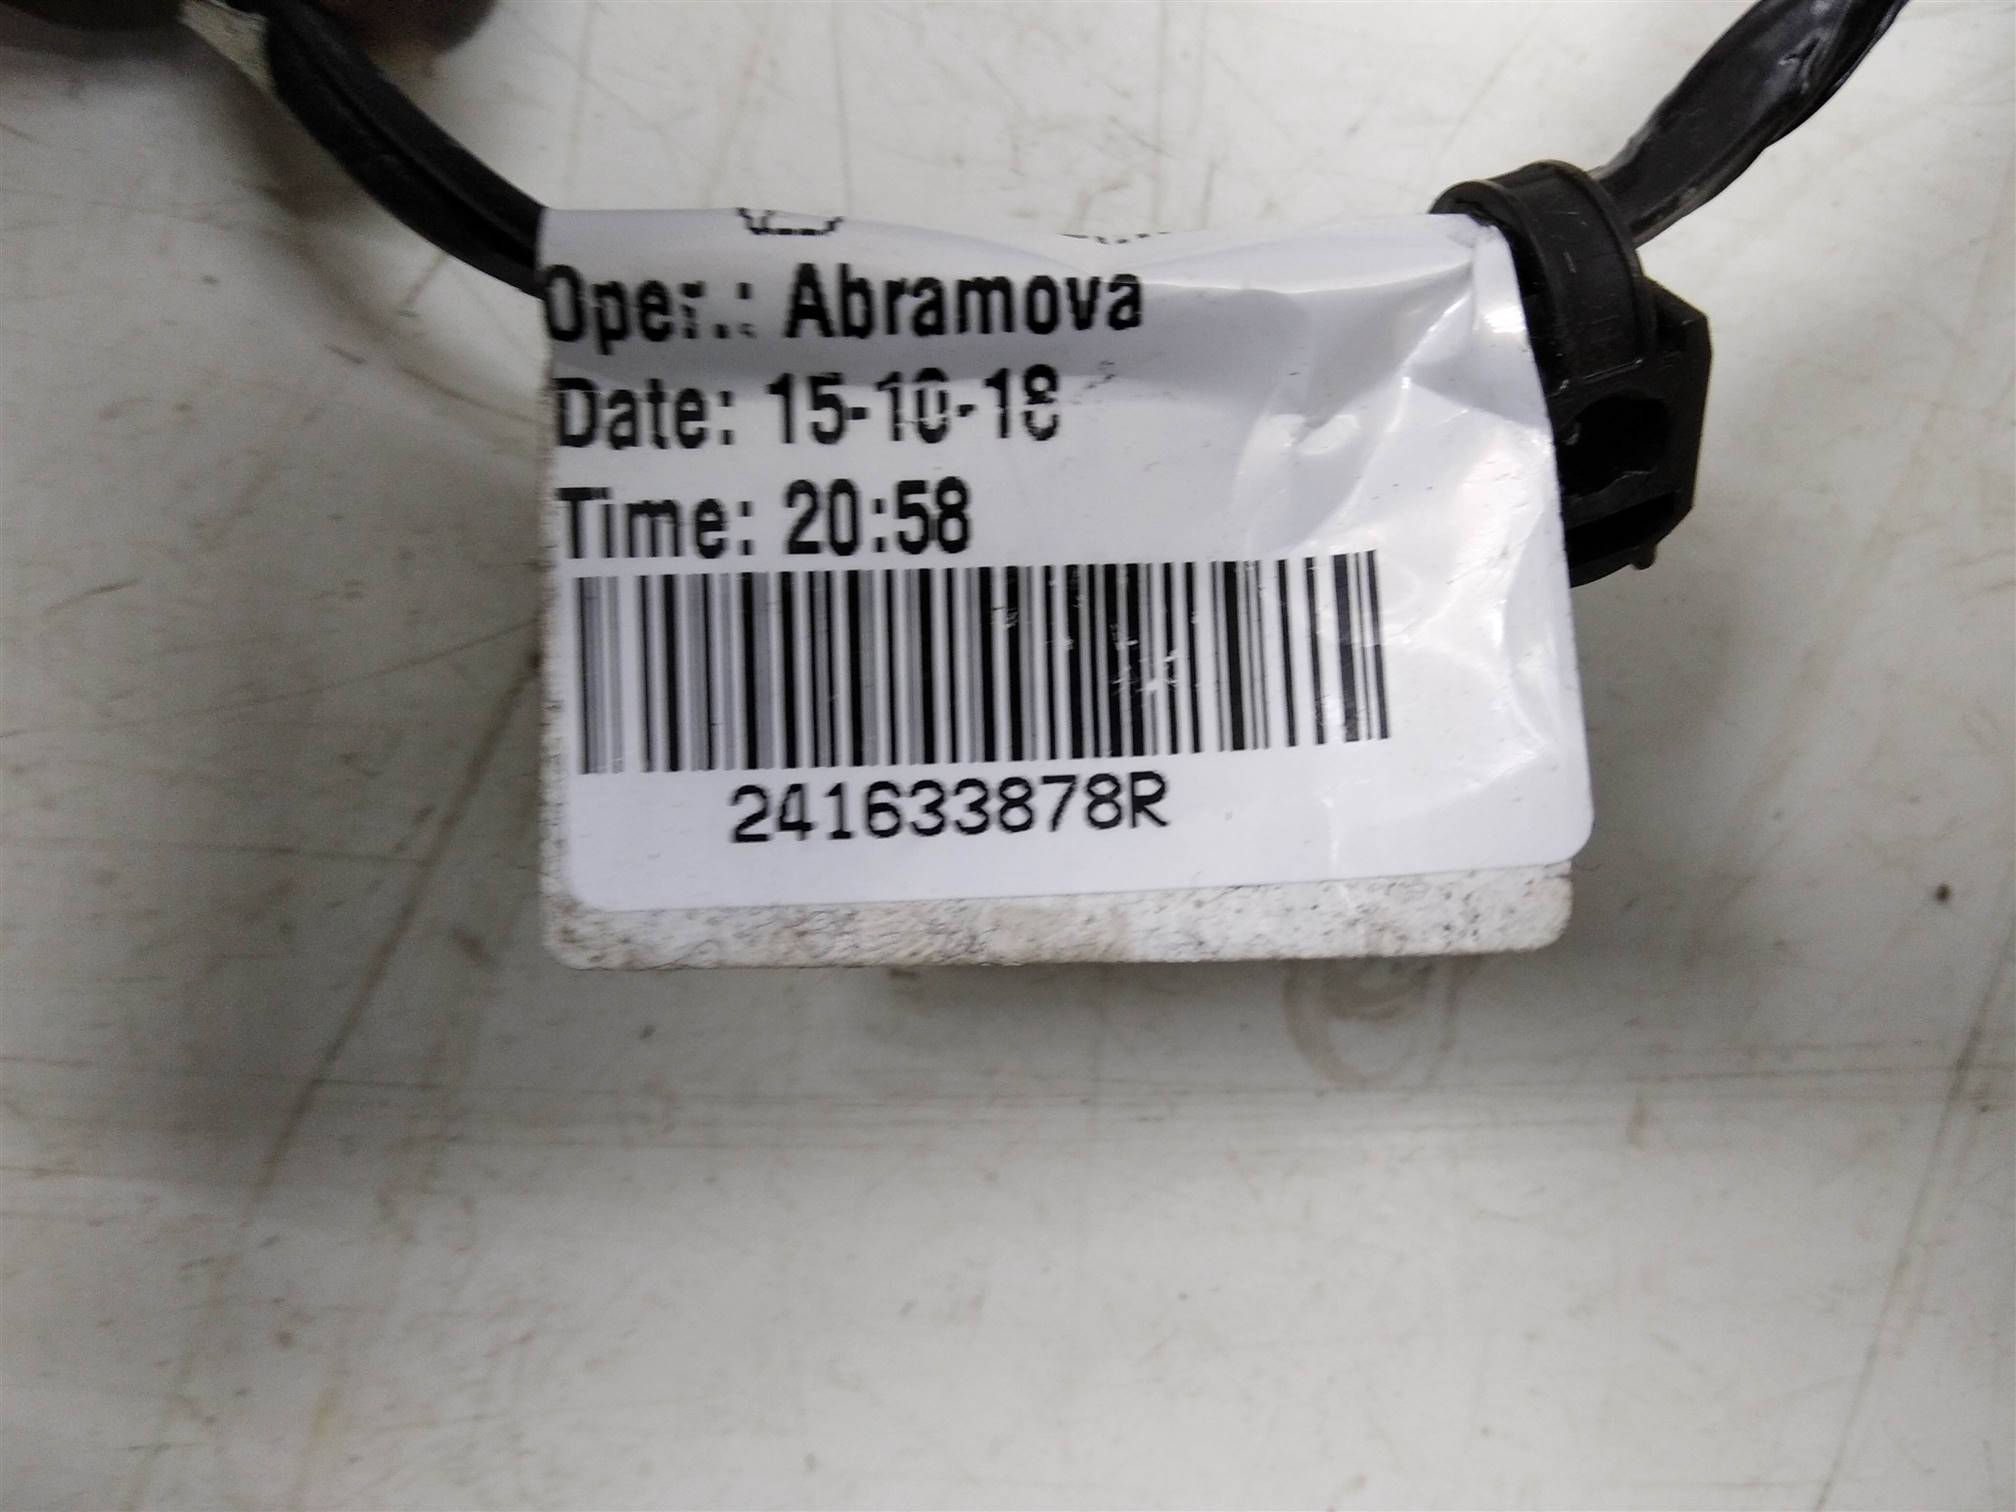 Oper.: Abramova
Date: 15-10-18
Time: 20:58
241633878R